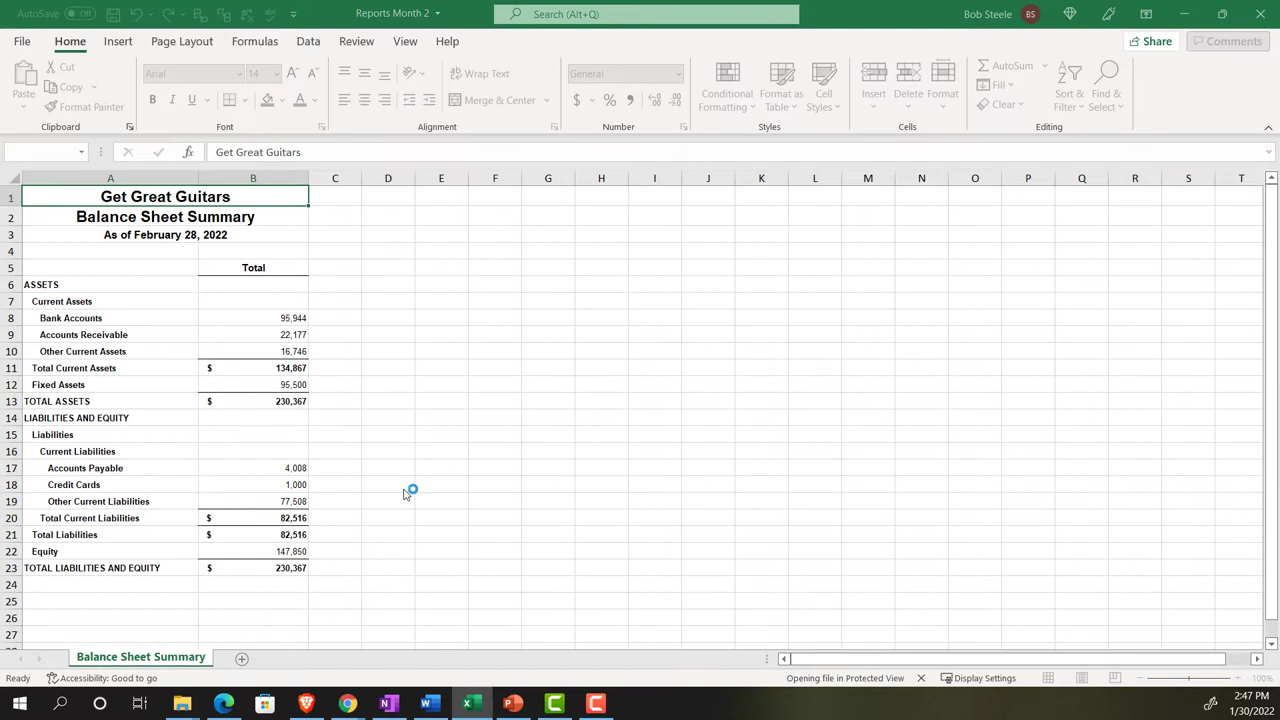 AutoSave Off Reports Month 2 Search (Alt+Q) Bob Steele BS
File Home Insert Page Layout Formulas Data Review View Help Share Comments
Paste Cut Copy Format Painter Arial 14 Wrap Text Merge & Center General Conditional Formatting Format as Table Cell Styles Insert Delete Format AutoSum Fill Clear Sort & Filter Find & Select
Clipboard Font Alignment Number Styles Cells Editing
fx Get Great Guitars
A B C D E F G H I J K L M N O P Q R S T
1 Get Great Guitars
2 Balance Sheet Summary
3 As of February 28, 2022
4
5 Total
6 ASSETS
7 Current Assets
8 Bank Accounts 95,944
9 Accounts Receivable 22,177
10 Other Current Assets 16,746
11 Total Current Assets $ 134,867
12 Fixed Assets 95,500
13 TOTAL ASSETS $ 230,367
14 LIABILITIES AND EQUITY
15 Liabilities
16 Current Liabilities
17 Accounts Payable 4,008
18 Credit Cards 1,000
19 Other Current Liabilities 77,508
20 Total Current Liabilities $ 82,516
21 Total Liabilities $ 82,516
22 Equity 147,850
23 TOTAL LIABILITIES AND EQUITY $ 230,367
24
25
26
27
Balance Sheet Summary
Ready Accessibility: Good to go Opening file in Protected View Display Settings 100%
2:47 PM
1/30/2022